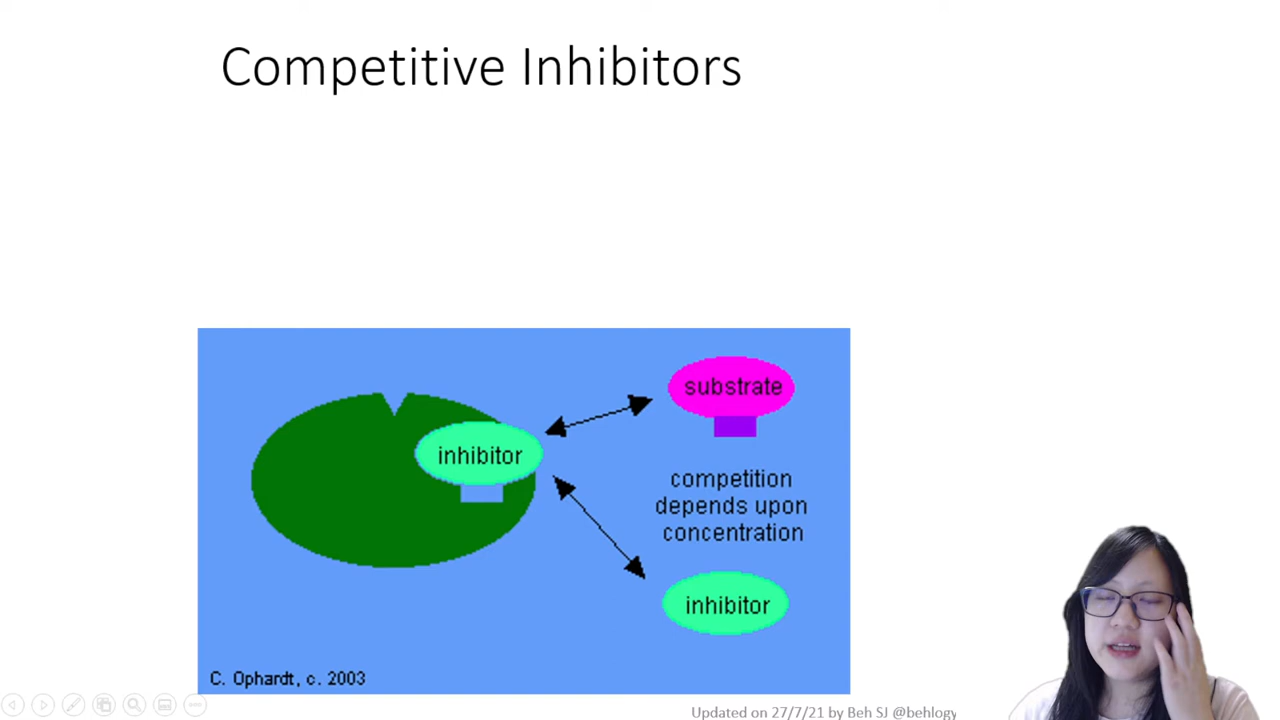 Competitive Inhibitors
substrate
inhibitor
competition
depends upon
concentration
inhibitor
C. Ophardt, c. 2003
Updated on 27/7/21 by Beh SJ @behlogy